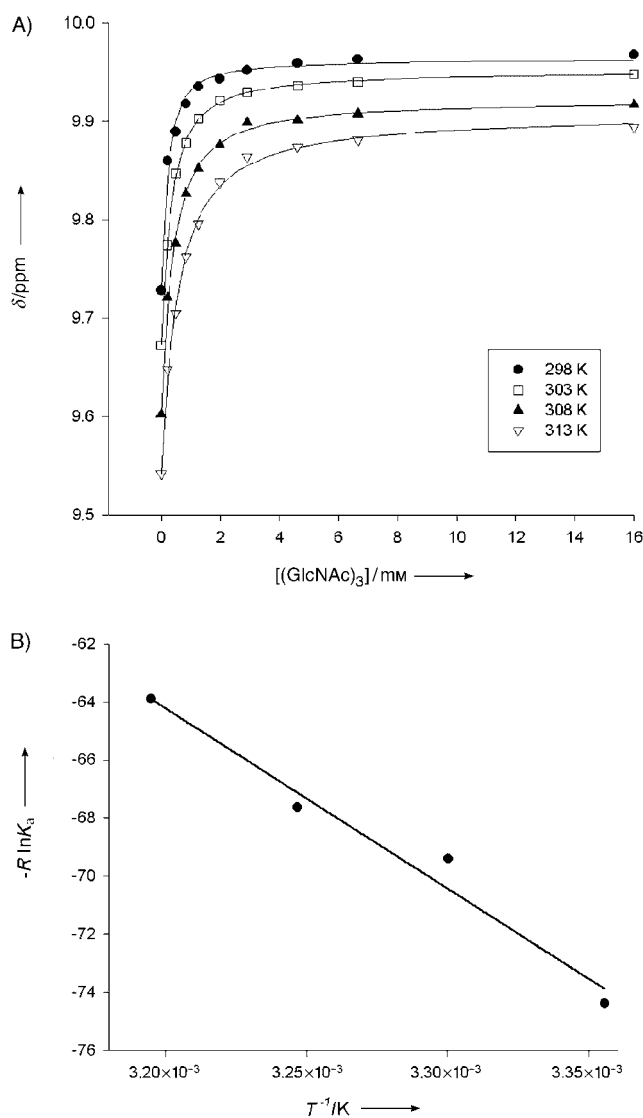 A)
10.0
9.9
9.8
9.7
9.6
9.5
δ/ppm
298 K
303 K
308 K
313 K
0 2 4 6 8 10 12 14 16
[(GlcNAc)₃]/mM
B)
-62
-64
-66
-68
-70
-72
-74
-76
-R lnKₐ
3.20×10⁻³ 3.25×10⁻³ 3.30×10⁻³ 3.35×10⁻³
T⁻¹/K